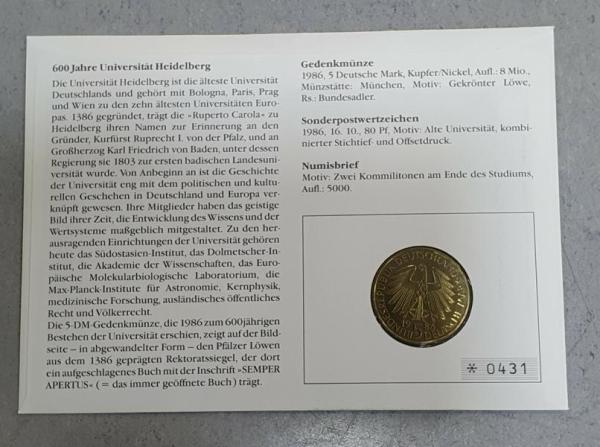 600 Jahre Universität Heidelberg
Die Universität Heidelberg ist die älteste Universität
Deutschlands und gehört mit Bologna, Paris, Prag
und Wien zu den zehn ältesten Universitäten Euro-
pas. 1386 gegründet, trägt die »Ruperto Carola« zu
Heidelberg ihren Namen zur Erinnerung an den
Gründer, Kurfürst Ruprecht I. von der Pfalz, und an
Großherzog Karl Friedrich von Baden, unter dessen
Regierung sie 1803 zur ersten badischen Landesuni-
versität wurde. Von Anbeginn an ist die Geschichte
der Universität eng mit dem politischen und kultu-
rellen Geschehen in Deutschland und Europa ver-
knüpft gewesen. Ihre Mitglieder haben das geistige
Bild ihrer Zeit, die Entwicklung des Wissens und der
Wertsysteme maßgeblich mitgestaltet. Zu den her-
ausragenden Einrichtungen der Universität gehören
heute das Südostasien-Institut, das Dolmetscher-In-
stitut, die Akademie der Wissenschaften, das Euro-
päische Molekularbiologische Laboratorium, die
Max-Planck-Institute für Astronomie, Kernphysik,
medizinische Forschung, ausländisches öffentliches
Recht und Völkerrecht.
Die 5-DM-Gedenkmünze, die 1986 zum 600jährigen
Bestehen der Universität erschien, zeigt auf der Bild-
seite – in abgewandelter Form – den Pfälzer Löwen
aus dem 1386 geprägten Rektoratssiegel, der dort
ein aufgeschlagenes Buch mit der Inschrift »SEMPER
APERTUS« (= das immer geöffnete Buch) trägt.
Gedenkmünze
1986, 5 Deutsche Mark, Kupfer/Nickel, Aufl.: 8 Mio.,
Münzstätte: München, Motiv: Gekrönter Löwe,
Rs.: Bundesadler.
Sonderpostwertzeichen
1986, 16. 10., 80 Pf, Motiv: Alte Universität, kombi-
nierter Stichtief- und Offsetdruck.
Numisbrief
Motiv: Zwei Kommilitonen am Ende des Studiums,
Aufl.: 5000.
* 0431